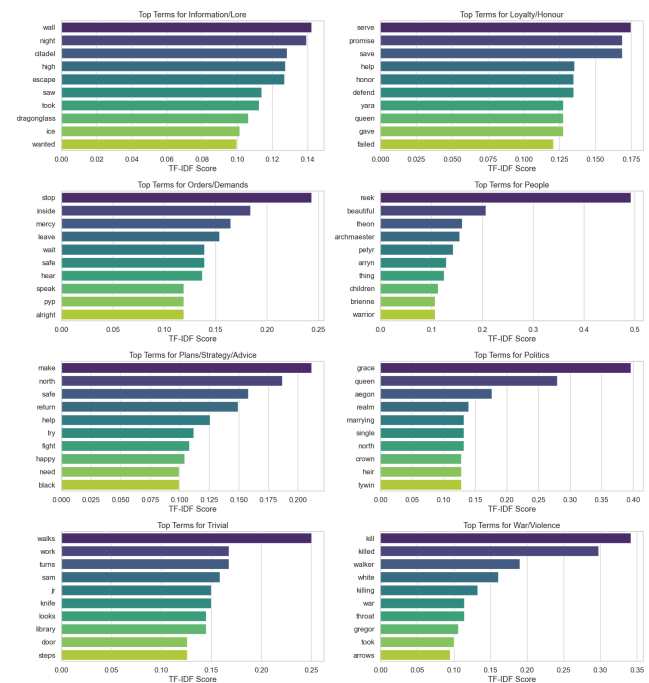 Top Terms for Information/Lore
wall
night
citadel
high
escape
saw
took
dragonglass
ice
wanted
0.00 0.02 0.04 0.06 0.08 0.10 0.12 0.14
TF-IDF Score
Top Terms for Loyalty/Honour
serve
promise
save
help
honor
defend
yara
queen
gave
failed
0.000 0.025 0.050 0.075 0.100 0.125 0.150 0.175
TF-IDF Score
Top Terms for Orders/Demands
stop
inside
mercy
leave
wait
safe
hear
speak
pyp
alright
0.00 0.05 0.10 0.15 0.20 0.25
TF-IDF Score
Top Terms for People
reek
beautiful
theon
archmaester
petyr
arryn
thing
children
brienne
warrior
0.0 0.1 0.2 0.3 0.4 0.5
TF-IDF Score
Top Terms for Plans/Strategy/Advice
make
north
safe
return
help
try
fight
happy
need
black
0.000 0.025 0.050 0.075 0.100 0.125 0.150 0.175 0.200
TF-IDF Score
Top Terms for Politics
grace
queen
aegon
realm
marrying
single
north
crown
heir
tywin
0.00 0.05 0.10 0.15 0.20 0.25 0.30 0.35 0.40
TF-IDF Score
Top Terms for Trivial
walks
work
turns
sam
jr
knife
looks
library
door
steps
0.00 0.05 0.10 0.15 0.20 0.25
TF-IDF Score
Top Terms for War/Violence
kill
killed
walker
white
killing
war
throat
gregor
took
arrows
0.00 0.05 0.10 0.15 0.20 0.25 0.30 0.35
TF-IDF Score